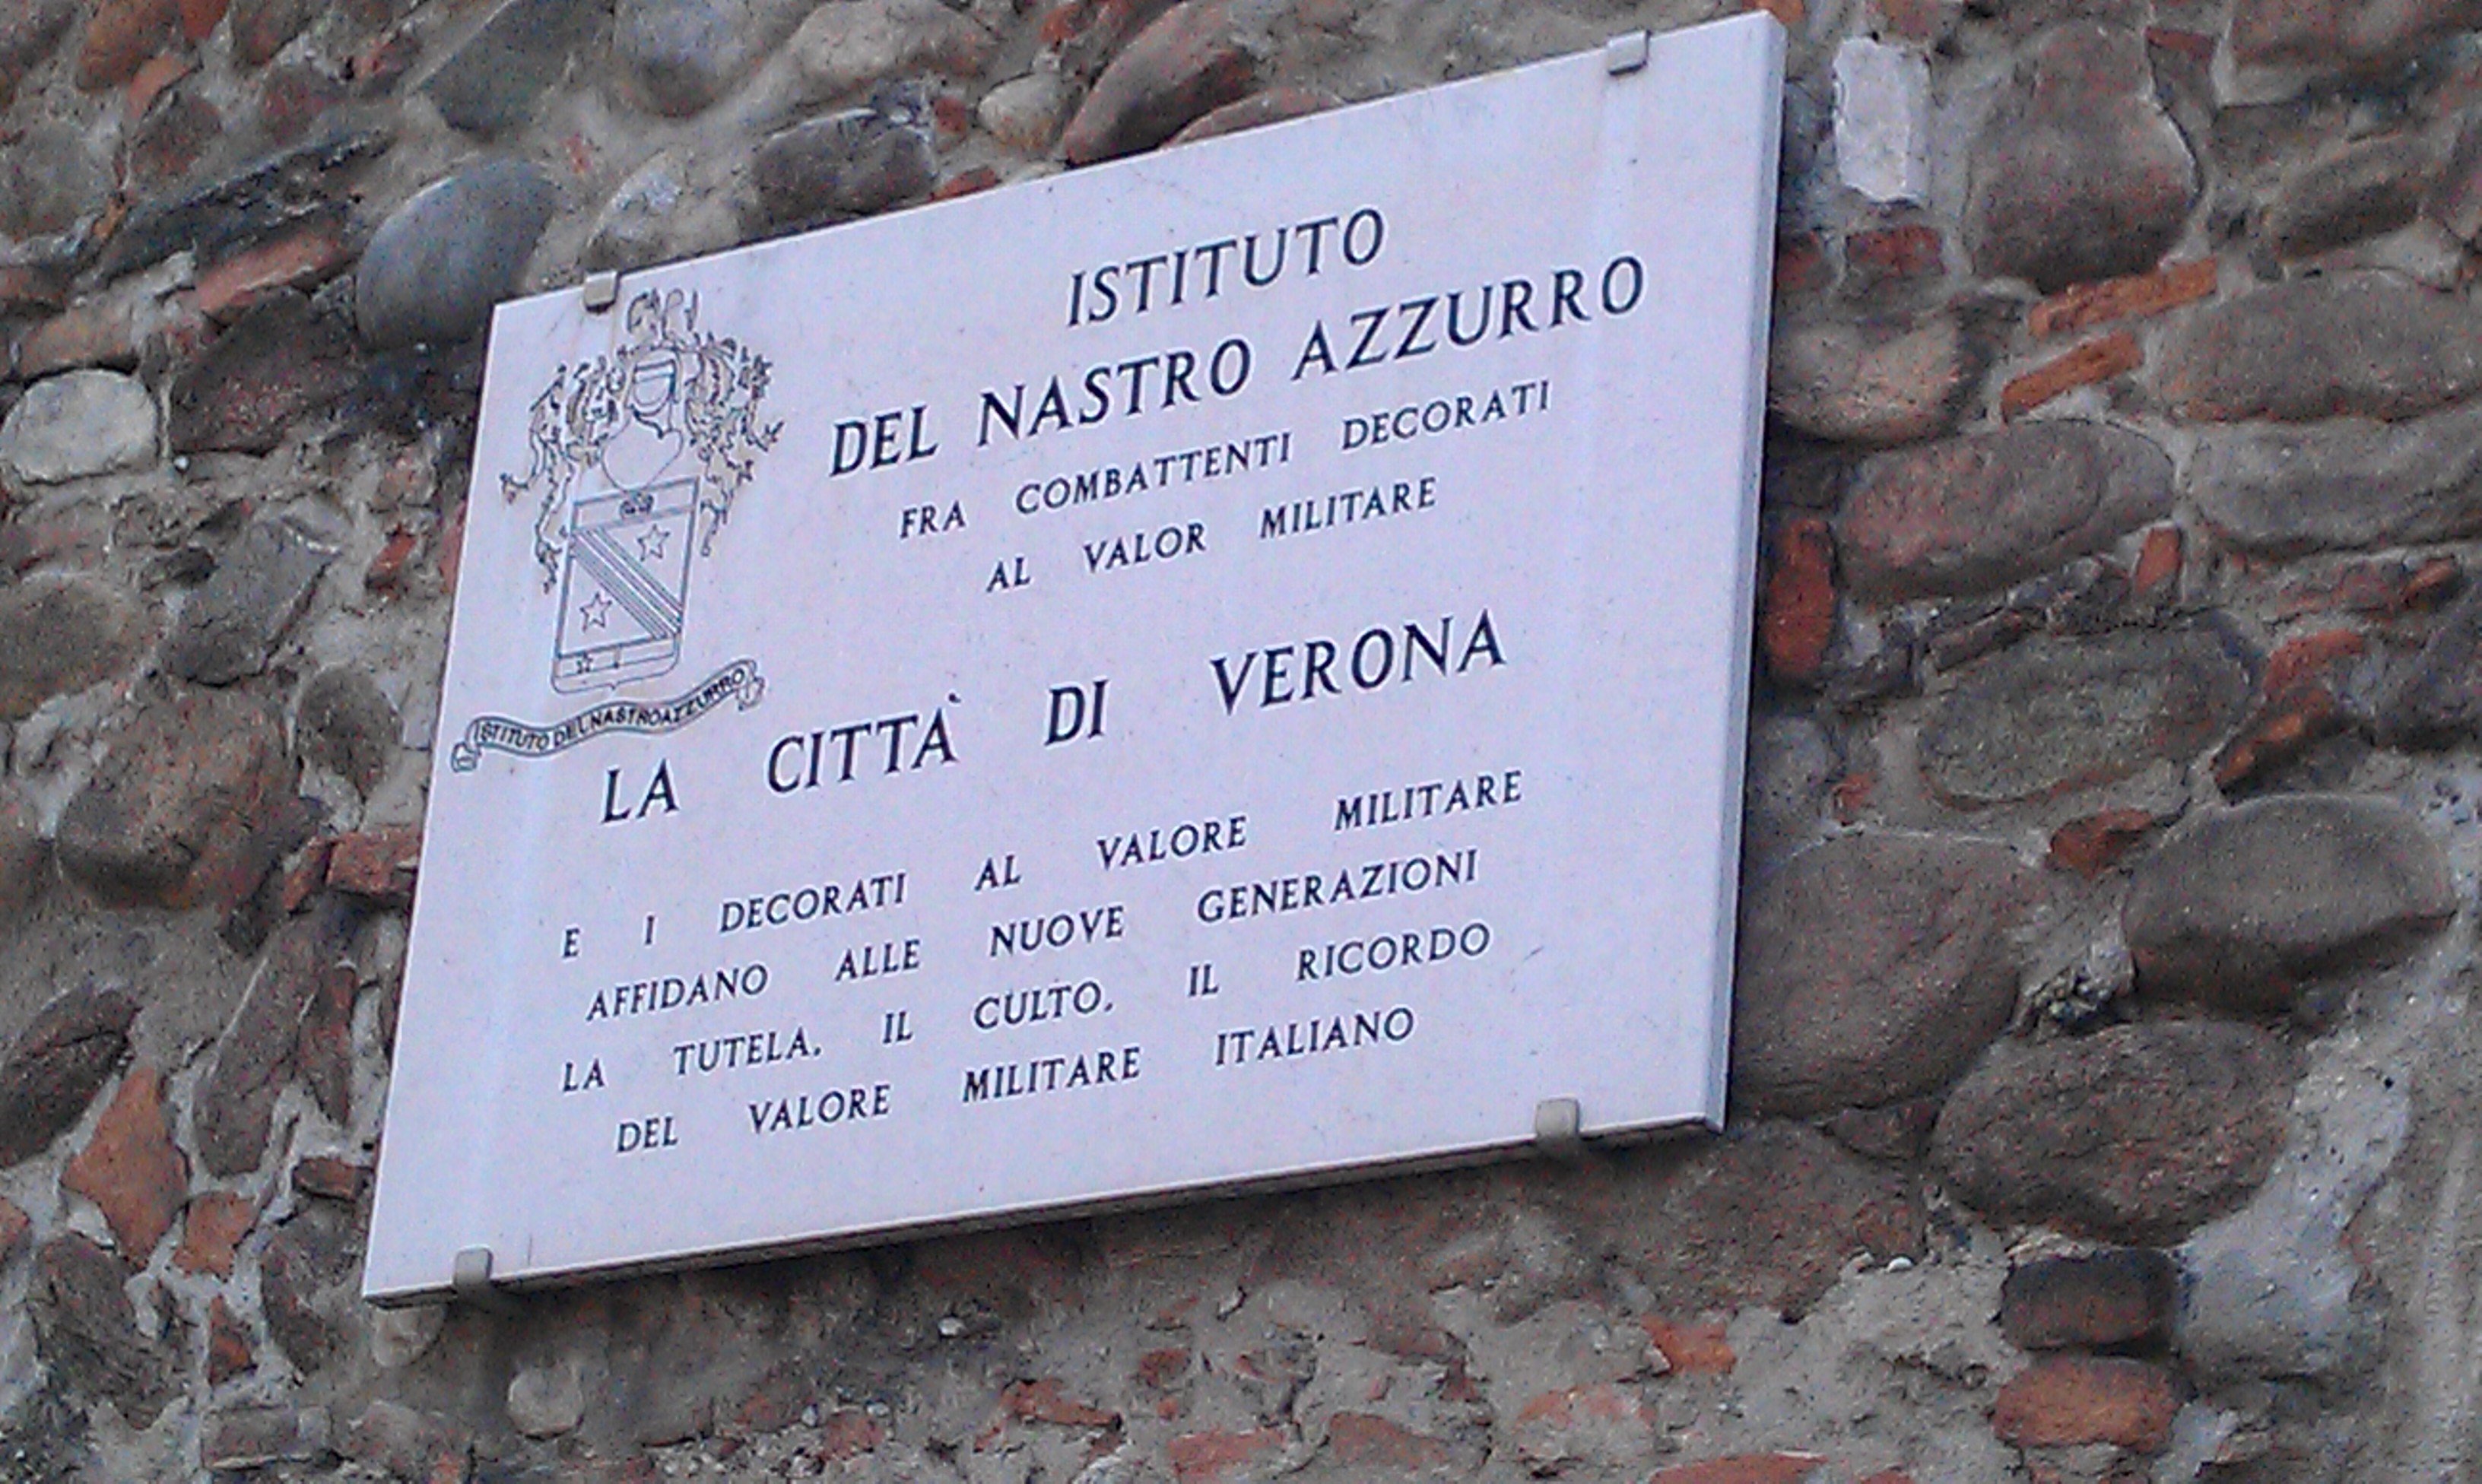 ISTITUTO
DEL NASTRO AZZURRO
FRA COMBATTENTI DECORATI
AL VALOR MILITARE
ISTITUTO DEL NASTRO AZZURRO
LA CITTÀ DI VERONA
E I DECORATI AL VALORE MILITARE
AFFIDANO ALLE NUOVE GENERAZIONI
LA TUTELA, IL CULTO, IL RICORDO
DEL VALORE MILITARE ITALIANO